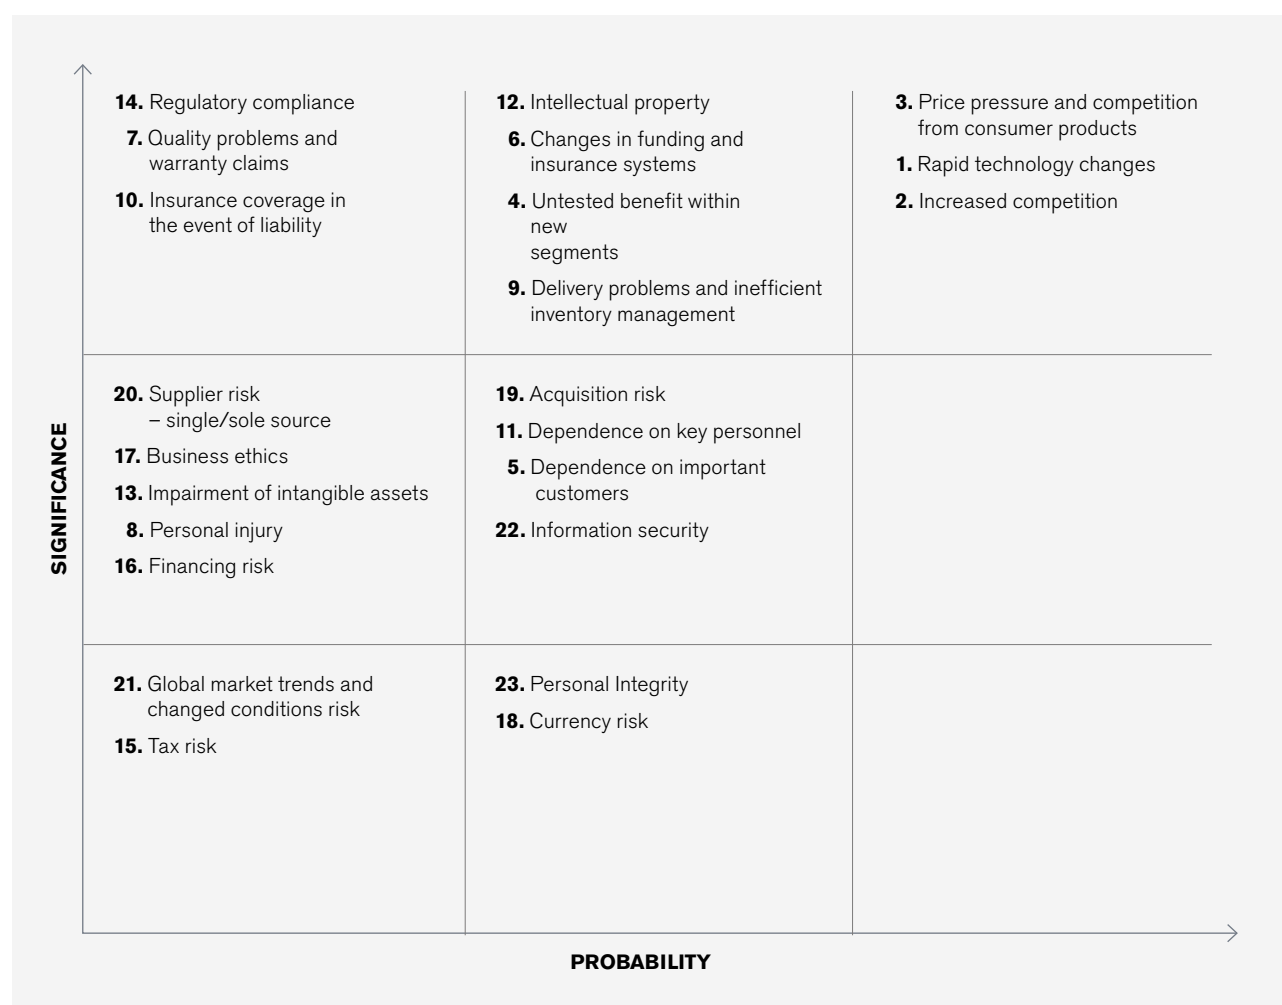 14. Regulatory compliance
7. Quality problems and
warranty claims
10. Insurance coverage in
the event of liability
12. Intellectual property
6. Changes in funding and
insurance systems
4. Untested benefit within
new
segments
9. Delivery problems and inefficient
inventory management
3. Price pressure and competition
from consumer products
1. Rapid technology changes
2. Increased competition
SIGNIFICANCE
20. Supplier risk
– single/sole source
17. Business ethics
13. Impairment of intangible assets
8. Personal injury
16. Financing risk
19. Acquisition risk
11. Dependence on key personnel
5. Dependence on important
customers
22. Information security
21. Global market trends and
changed conditions risk
15. Tax risk
23. Personal Integrity
18. Currency risk
PROBABILITY